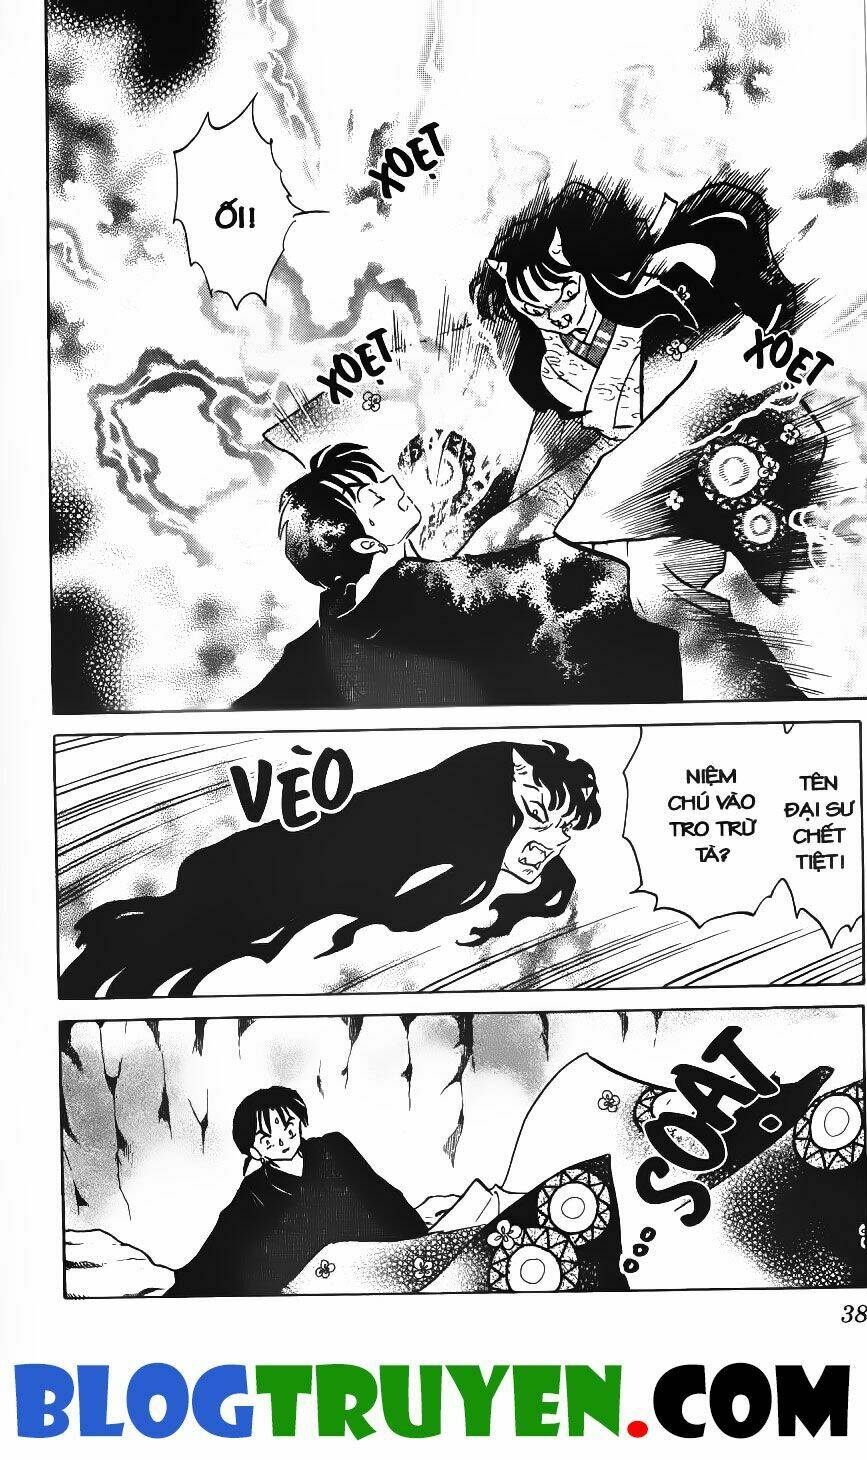 XOẸT
ỐI!
XOẸT
XOẸT
TÊN
ĐẠI SƯ
CHẾT
TIỆT!
NIỆM
CHÚ VÀO
TRO TRỪ
TÀ?
VÈO
SOẠT
38
BLOGTRUYEN.COM